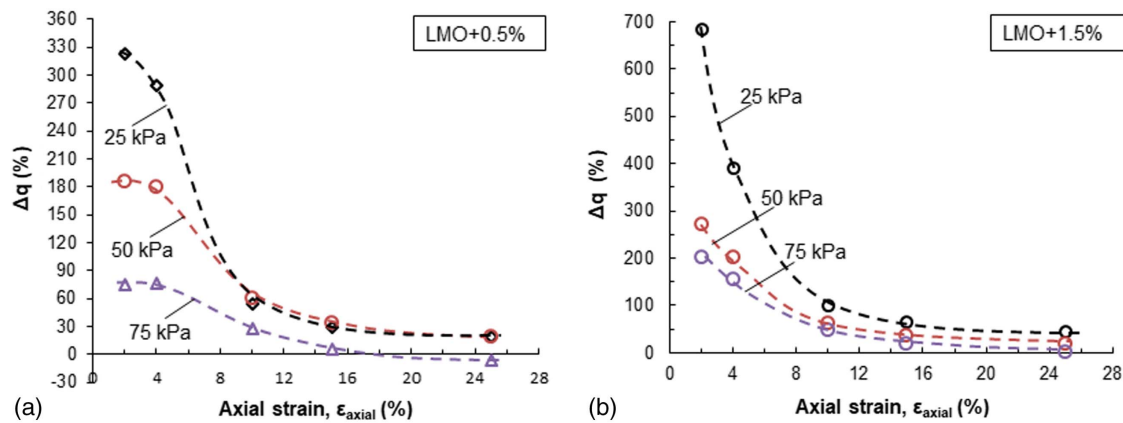 360
330
300
270
240
210
180
150
120
90
60
30
0
-30
Δq (%)
LMO+0.5%
25 kPa
50 kPa
75 kPa
0 4 8 12 16 20 24 28
Axial strain, εaxial (%)
(a)
700
600
500
400
300
200
100
0
Δq (%)
LMO+1.5%
25 kPa
50 kPa
75 kPa
0 4 8 12 16 20 24 28
Axial strain, εaxial (%)
(b)